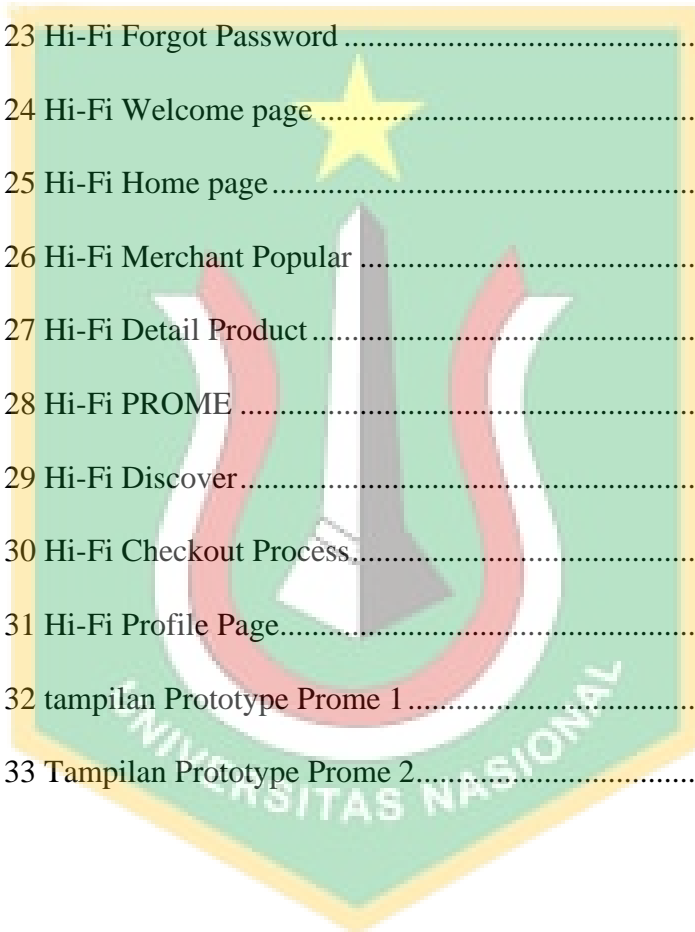 23 Hi-Fi Forgot Password ..................................................
24 Hi-Fi Welcome page ......................................................
25 Hi-Fi Home page .............................................................
26 Hi-Fi Merchant Popular .................................................
27 Hi-Fi Detail Product .......................................................
28 Hi-Fi PROME .................................................................
29 Hi-Fi Discover .................................................................
30 Hi-Fi Checkout Process ..................................................
31 Hi-Fi Profile Page ............................................................
32 tampilan Prototype Prome 1 ...........................................
33 Tampilan Prototype Prome 2 ..........................................
UNIVERSITAS NASIONAL